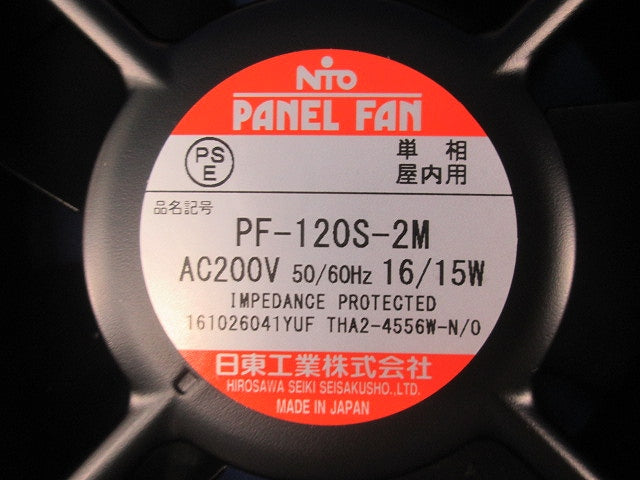 NITO
PANEL FAN
PS
E
単 相
屋内用
品名記号
PF-120S-2M
AC200V 50/60Hz 16/15W
IMPEDANCE PROTECTED
161026041YUF THA2-4556W-N/O
日東工業株式会社
HIROSAWA SEIKI SEISAKUSHO.,LTD.
MADE IN JAPAN